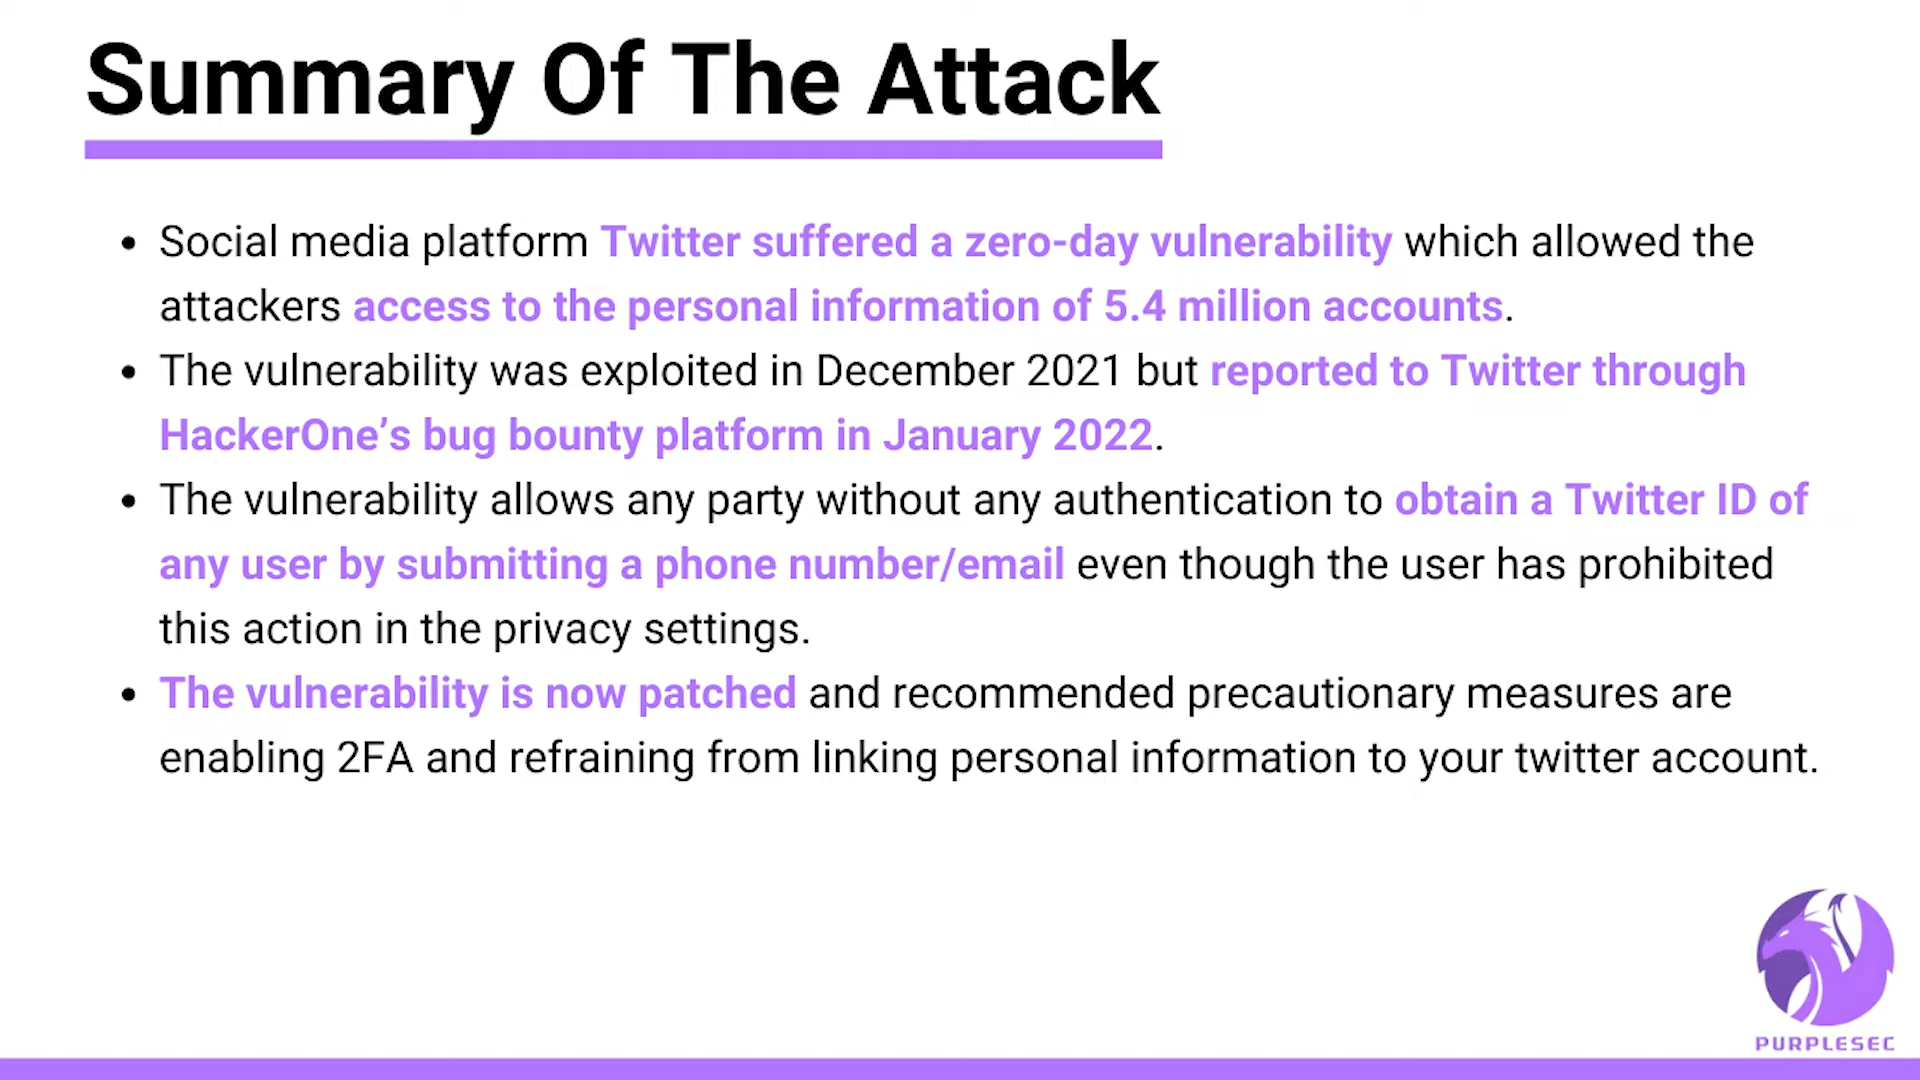 Summary Of The Attack
Social media platform Twitter suffered a zero-day vulnerability which allowed the
attackers access to the personal information of 5.4 million accounts.
The vulnerability was exploited in December 2021 but reported to Twitter through
HackerOne’s bug bounty platform in January 2022.
The vulnerability allows any party without any authentication to obtain a Twitter ID of
any user by submitting a phone number/email even though the user has prohibited
this action in the privacy settings.
The vulnerability is now patched and recommended precautionary measures are
enabling 2FA and refraining from linking personal information to your twitter account.
PURPLESEC